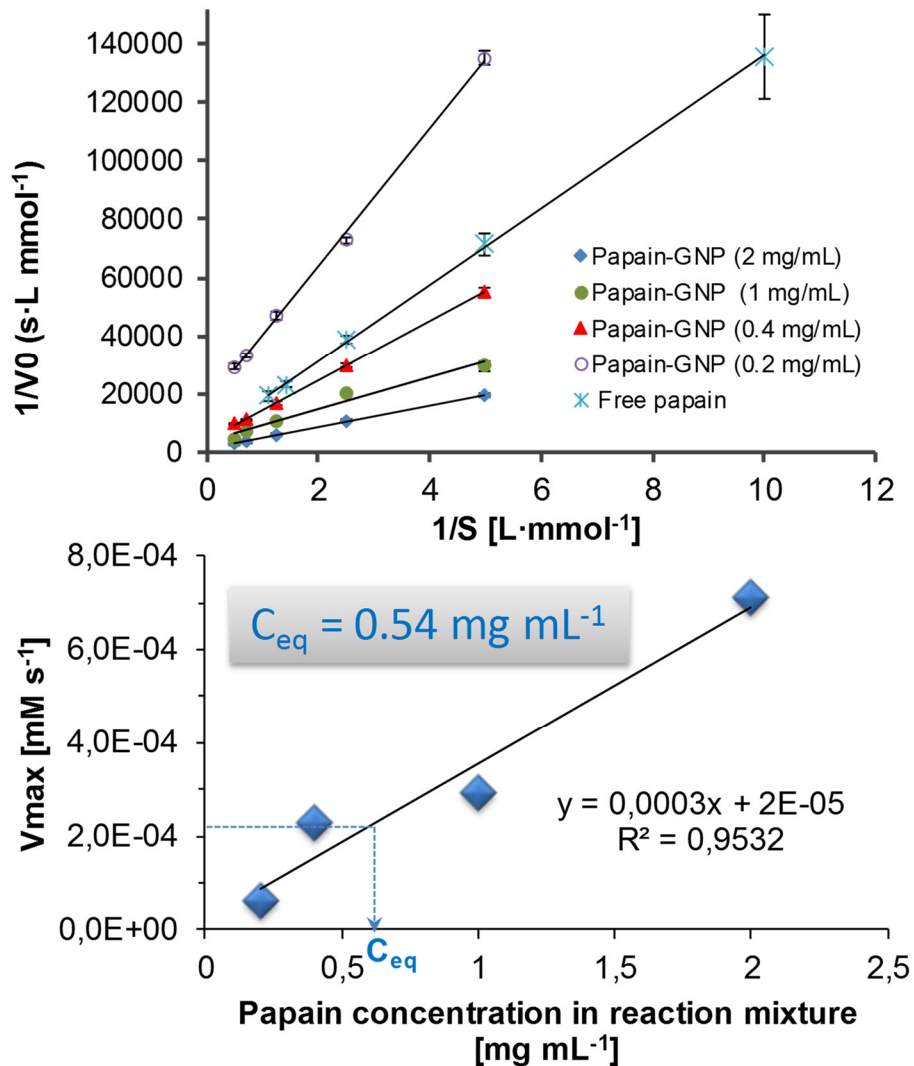 140000
120000
100000
80000
60000
40000
20000
0
1/V0 (s·L mmol⁻¹)
Papain-GNP (2 mg/mL)
Papain-GNP (1 mg/mL)
Papain-GNP (0.4 mg/mL)
Papain-GNP (0.2 mg/mL)
Free papain
0 2 4 6 8 10 12
1/S [L·mmol⁻¹]
8,0E-04
6,0E-04
4,0E-04
2,0E-04
0,0E+00
Vmax [mM s⁻¹]
Ceq = 0.54 mg mL⁻¹
y = 0,0003x + 2E-05
R² = 0,9532
Ceq
0 0,5 1 1,5 2 2,5
Papain concentration in reaction mixture
[mg mL⁻¹]